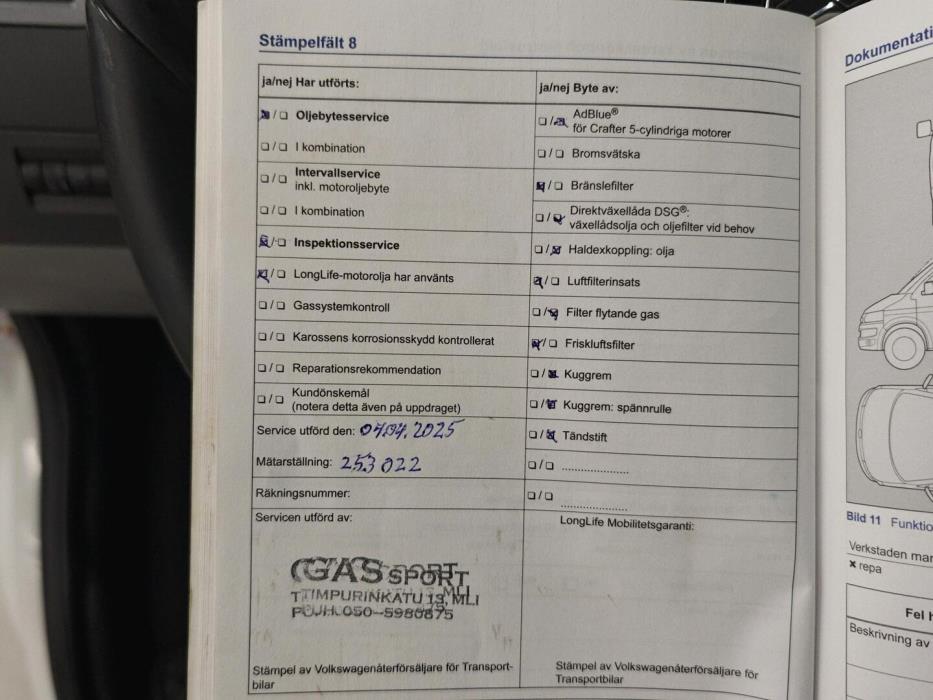 Stämpelfält 8
ja/nej Har utförts:
☒/☐ Oljebytesservice
☐/☐ I kombination
☐/☐ Intervallservice
inkl. motoroljebyte
☐/☐ I kombination
☒/☐ Inspektionsservice
☒/☐ LongLife-motorolja har använts
☐/☐ Gassystemkontroll
☐/☐ Karossens korrosionsskydd kontrollerat
☐/☐ Reparationsrekommendation
☐/☐ Kundönskemål
(notera detta även på uppdraget)
Service utförd den: 07.04.2025
Mätarställning: 253 022
Räkningsnummer:
Servicen utförd av:
GAS SPORT
Stämpel av Volkswagenåterförsäljare för Transport-
bilar
ja/nej Byte av:
☐/☒ AdBlue®
för Crafter 5-cylindriga motorer
☐/☐ Bromsvätska
☒/☐ Bränslefilter
☐/☒ Direktväxellåda DSG®:
växellådsolja och oljefilter vid behov
☐/☒ Haldexkoppling: olja
☒/☐ Luftfilterinsats
☐/☒ Filter flytande gas
☒/☐ Friskluftsfilter
☐/☒ Kuggrem
☐/☒ Kuggrem: spännrulle
☐/☒ Tändstift
☐/☐ ....................
☐/☐ ....................
LongLife Mobilitetsgaranti:
Stämpel av Volkswagenåterförsäljare för
Transportbilar
Dokumentati
Bild 11 Funktio
Verkstaden mar
× repa
Fel h
Beskrivning av